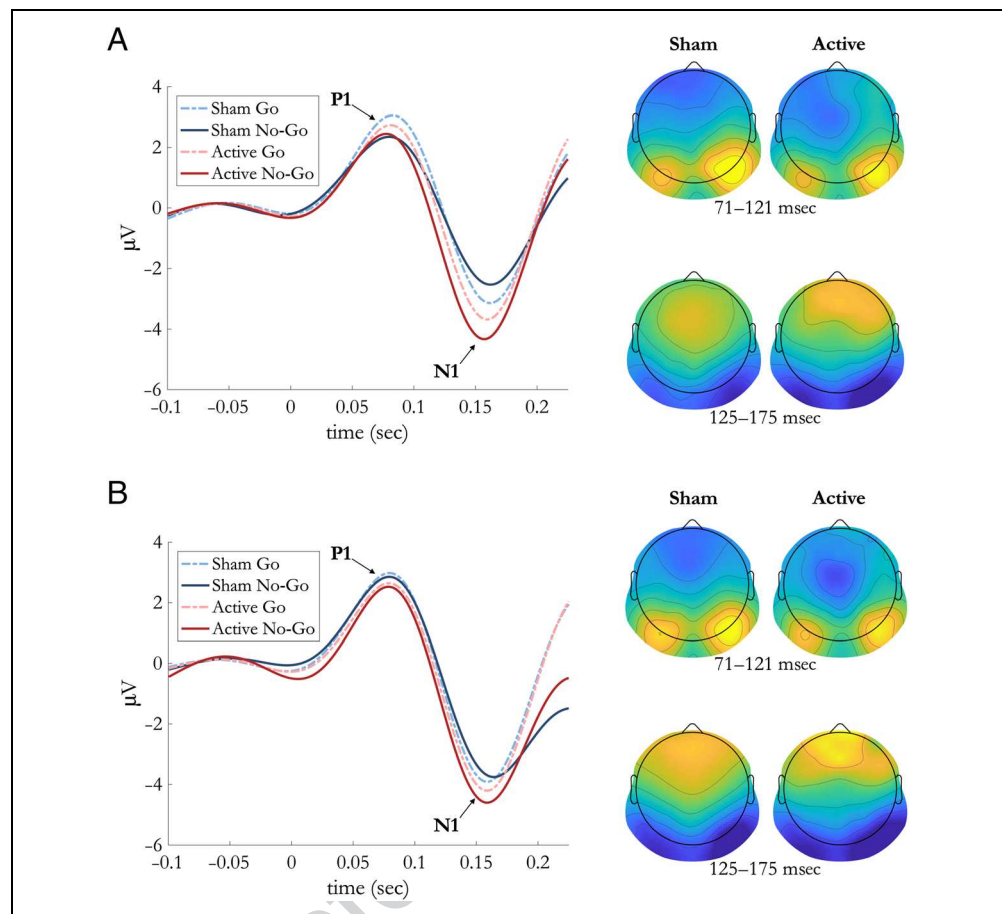 A
Sham Active
4
2
0
−2
−4
−6
μV
P1
Sham Go
Sham No-Go
Active Go
Active No-Go
N1
−0.1 −0.05 0 0.05 0.1 0.15 0.2
time (sec)
71–121 msec
125–175 msec
B
Sham Active
4
2
0
−2
−4
−6
μV
P1
Sham Go
Sham No-Go
Active Go
Active No-Go
N1
−0.1 −0.05 0 0.05 0.1 0.15 0.2
time (sec)
71–121 msec
125–175 msec